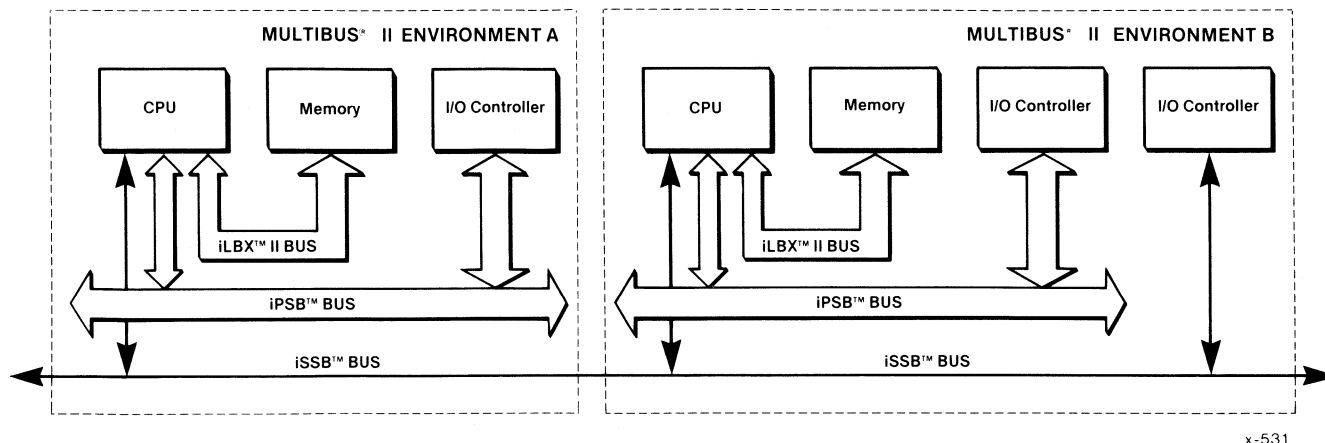 MULTIBUS® II ENVIRONMENT A
CPU
Memory
I/O Controller
iLBX™ II BUS
iPSB™ BUS
iSSB™ BUS
MULTIBUS® II ENVIRONMENT B
CPU
Memory
I/O Controller
I/O Controller
iLBX™ II BUS
iPSB™ BUS
iSSB™ BUS
x-531